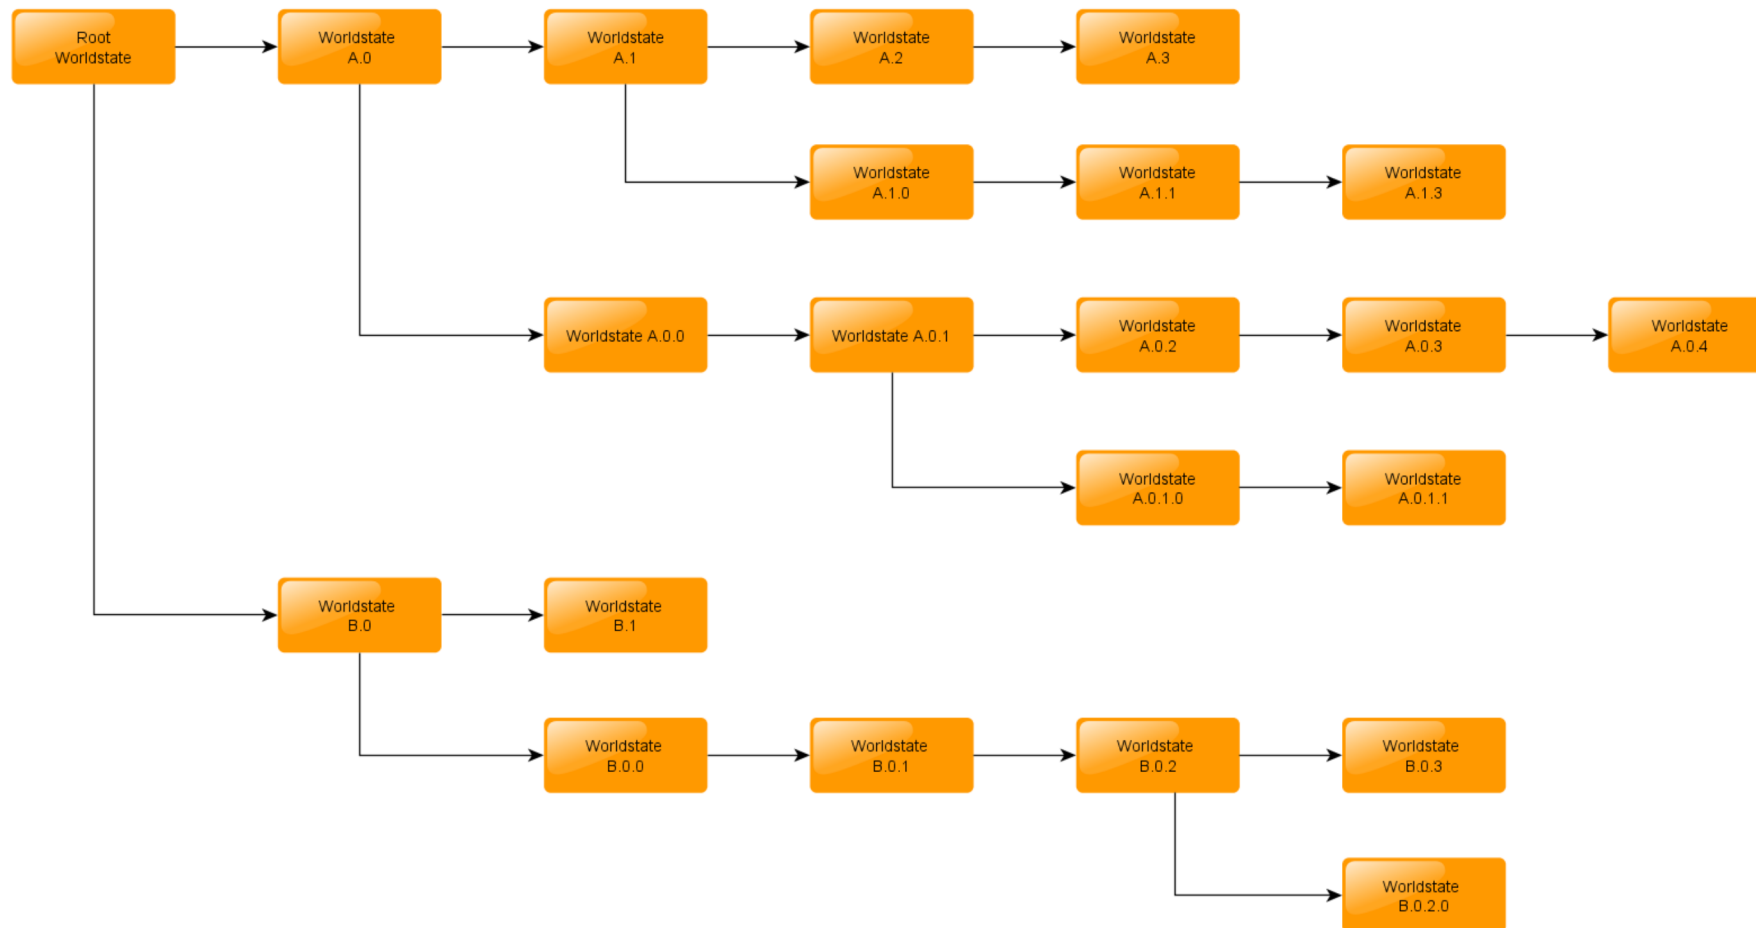 Root
Worldstate
Worldstate
A.0
Worldstate
A.1
Worldstate
A.2
Worldstate
A.3
Worldstate
A.1.0
Worldstate
A.1.1
Worldstate
A.1.3
Worldstate A.0.0
Worldstate A.0.1
Worldstate
A.0.2
Worldstate
A.0.3
Worldstate
A.0.4
Worldstate
A.0.1.0
Worldstate
A.0.1.1
Worldstate
B.0
Worldstate
B.1
Worldstate
B.0.0
Worldstate
B.0.1
Worldstate
B.0.2
Worldstate
B.0.3
Worldstate
B.0.2.0